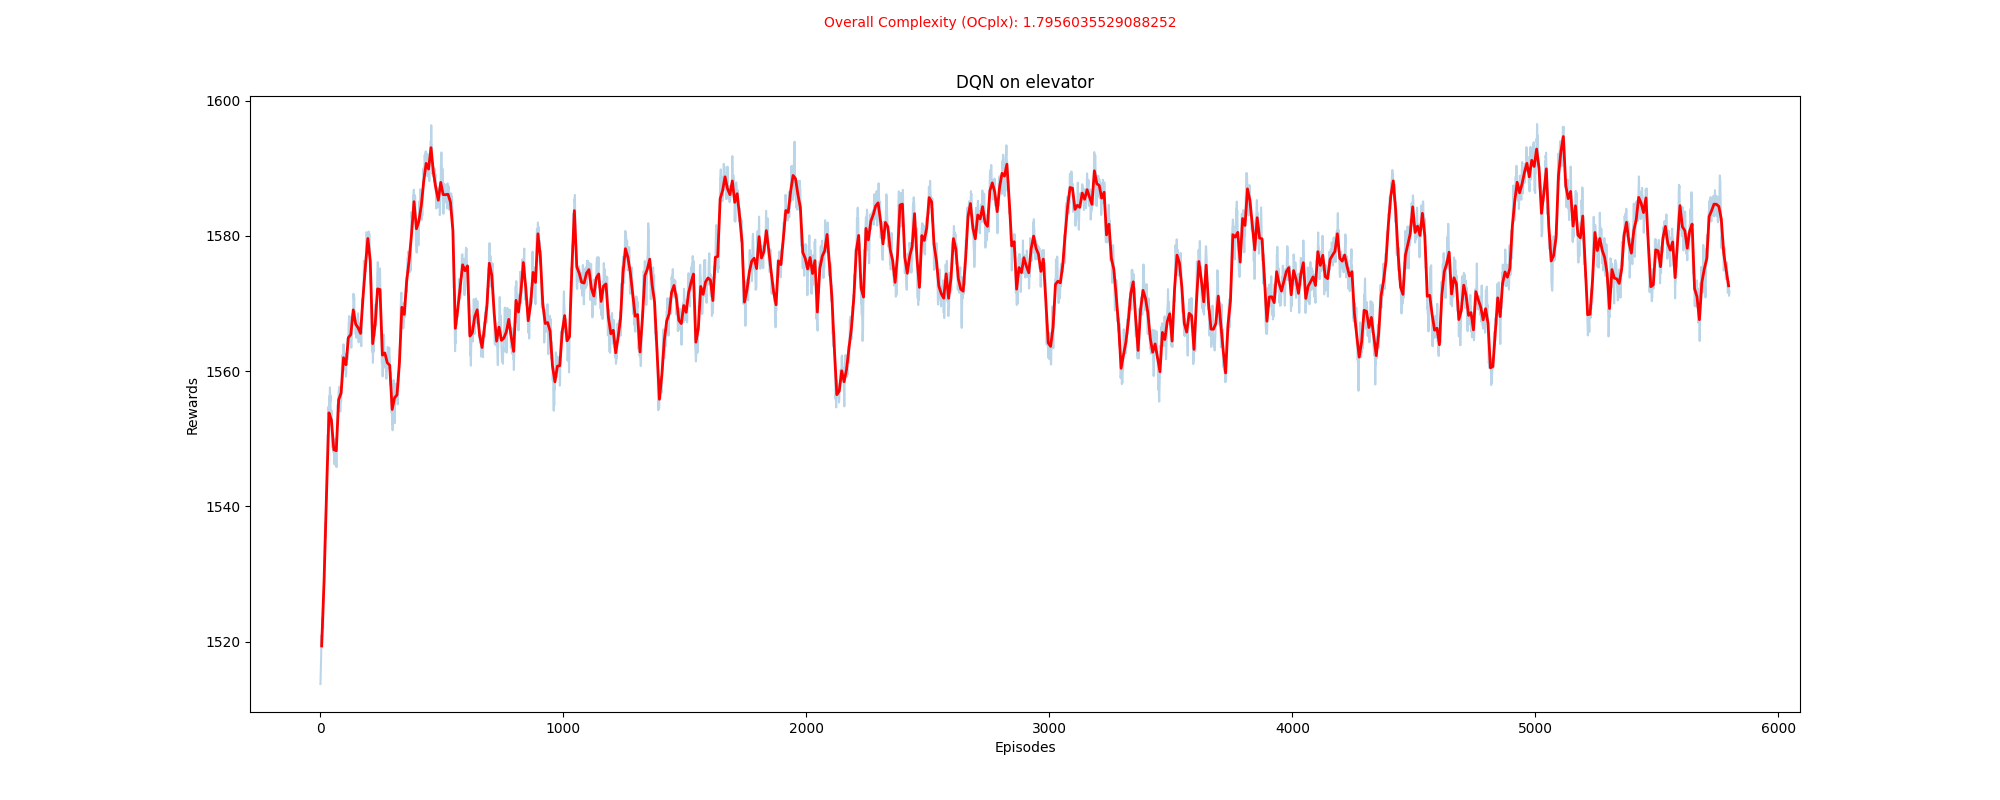 Overall Complexity (OCplx): 1.7956035529088252
DQN on elevator
1600
1580
1560
1540
1520
Rewards
0 1000 2000 3000 4000 5000 6000
Episodes